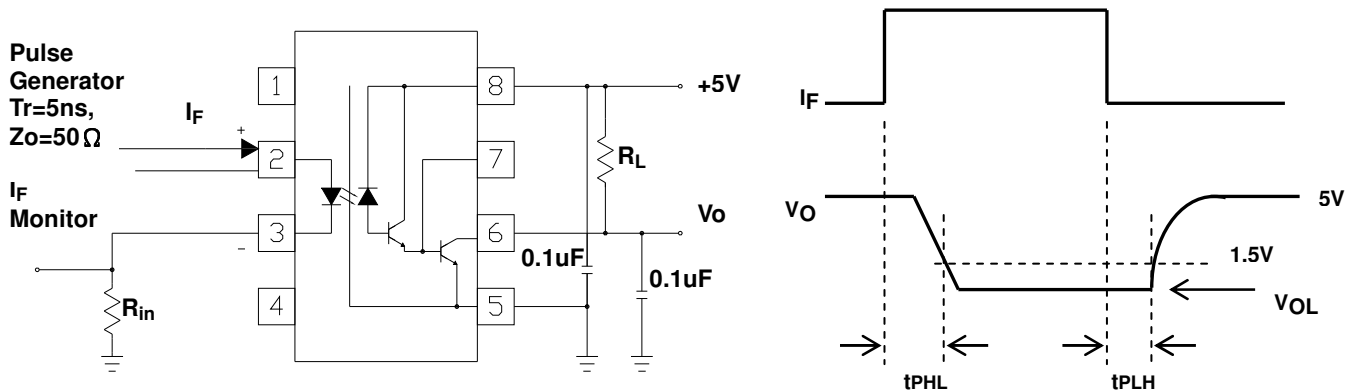 Pulse
Generator
Tr=5ns,
Zo=50Ω
IF
IF
Monitor
Rin
+
-
1
2
3
4
8
7
6
5
+5V
RL
Vo
0.1uF
0.1uF
IF
VO
5V
1.5V
VOL
tPHL
tPLH